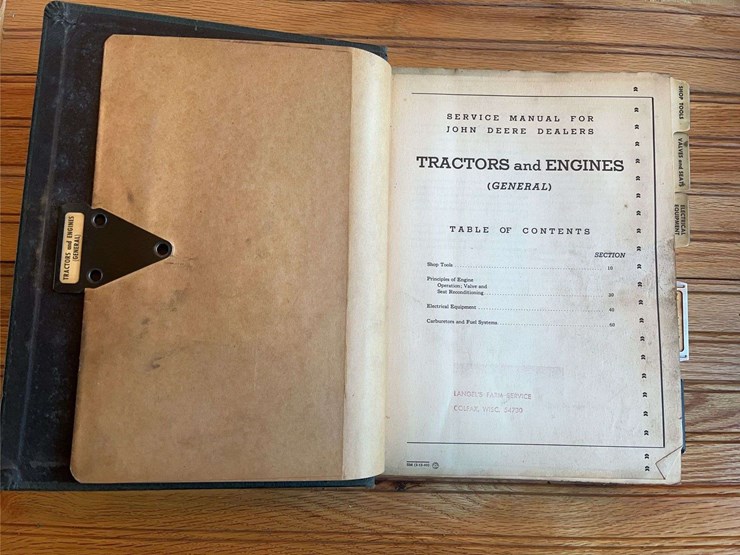 TRACTORS and ENGINES
(GENERAL)
SERVICE MANUAL FOR
JOHN DEERE DEALERS
TRACTORS and ENGINES
(GENERAL)
TABLE OF CONTENTS
SECTION
Shop Tools 10
Principles of Engine
Operation; Valve and
Seat Reconditioning 20
Electrical Equipment 40
Carburetors and Fuel Systems 60
FARM SERVICE
COLFAX, WISC. 54730
SHOP TOOLS
VALVES and SEATS
ELECTRICAL
EQUIPMENT